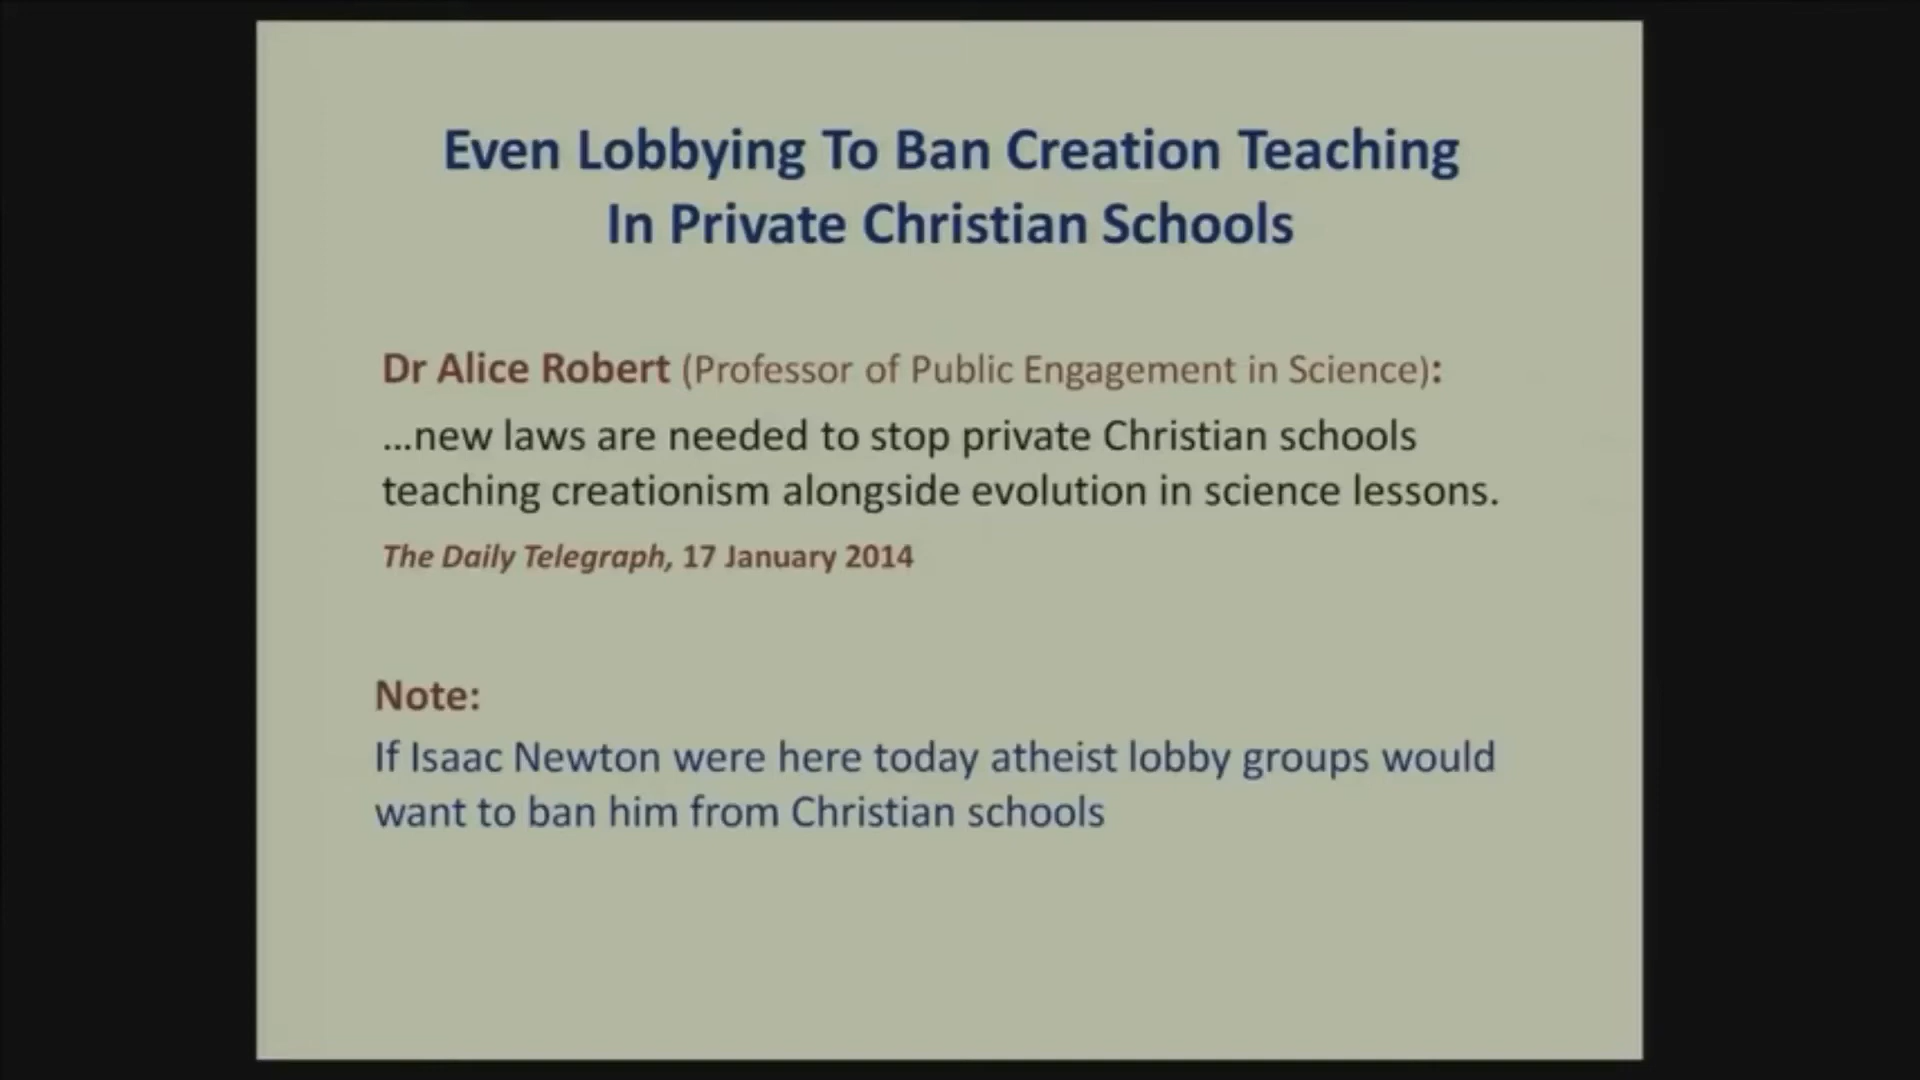 Even Lobbying To Ban Creation Teaching
In Private Christian Schools
Dr Alice Robert (Professor of Public Engagement in Science):
...new laws are needed to stop private Christian schools
teaching creationism alongside evolution in science lessons.
The Daily Telegraph, 17 January 2014
Note:
If Isaac Newton were here today atheist lobby groups would
want to ban him from Christian schools